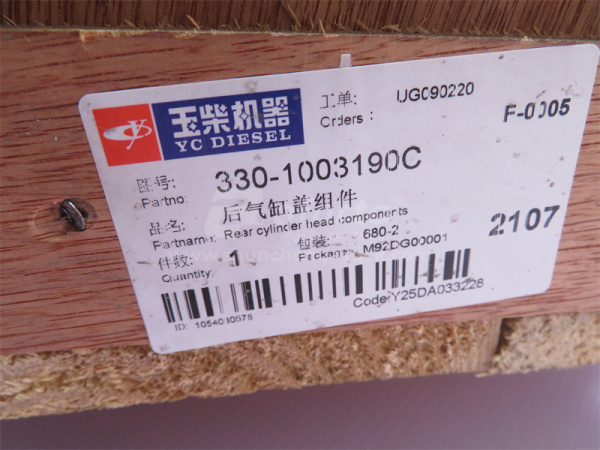 玉柴机器
YC DIESEL
工单: UG090220
Orders : F-0005
图号: 330-1003190C
Partno:
品名: 后气缸盖组件
Partname: Rear cylinder head components
2107
件数: 1 包装: 680-2
Quantity: Package: M92DG00001
Code:Y25DA033228
ID: 1054030678